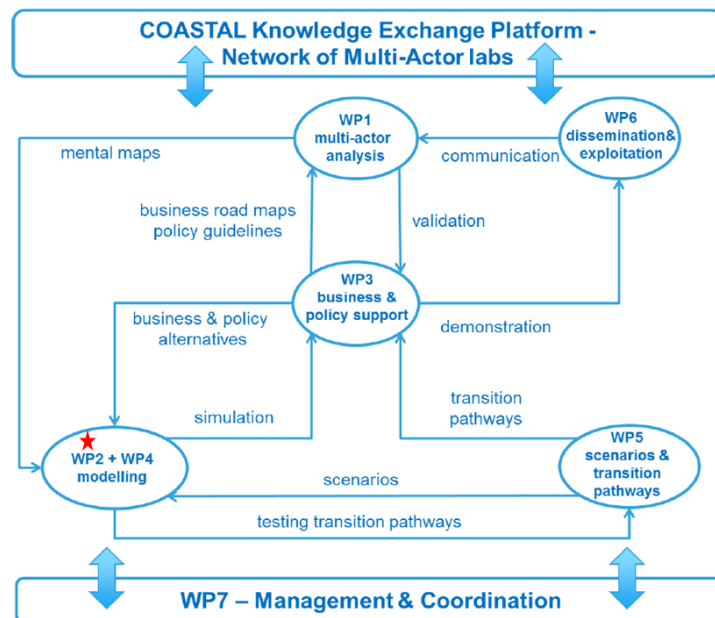 COASTAL Knowledge Exchange Platform -
Network of Multi-Actor labs
WP1
multi-actor
analysis
WP6
dissemination&
exploitation
mental maps
communication
business road maps
policy guidelines
validation
WP3
business &
policy support
business & policy
alternatives
demonstration
transition
pathways
simulation
WP2 + WP4
modelling
WP5
scenarios &
transition
pathways
scenarios
testing transition pathways
WP7 – Management & Coordination